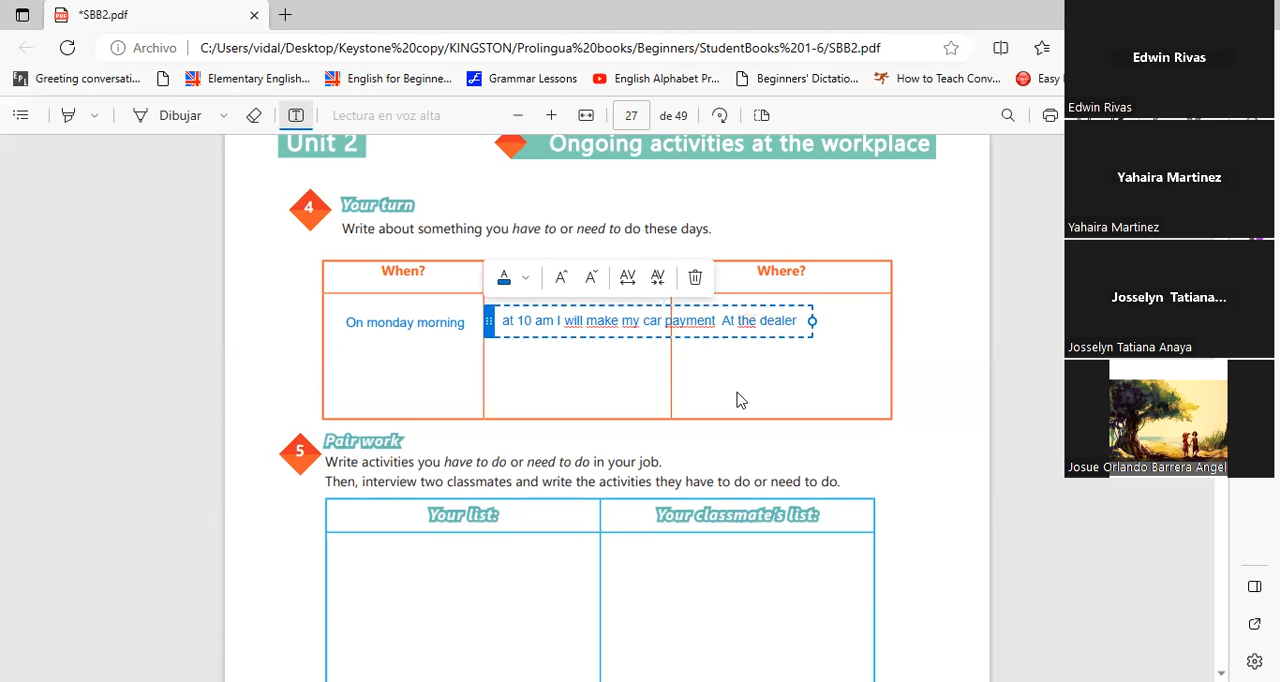 *SBB2.pdf
Archivo
C:/Users/vidal/Desktop/Keystone%20copy/KINGSTON/Prolingua%20books/Beginners/StudentBooks%201-6/SBB2.pdf
Greeting conversati...
Elementary English...
English for Beginne...
Grammar Lessons
English Alphabet Pr...
Beginners' Dictatio...
How to Teach Conv...
Easy
Dibujar
Lectura en voz alta
27
de 49
Unit 2
Ongoing activities at the workplace
4
Your turn
Write about something you have to or need to do these days.
When?
Where?
On monday morning
at 10 am I will make my car payment At the dealer
5
Pair work
Write activities you have to do or need to do in your job.
Then, interview two classmates and write the activities they have to do or need to do.
Your list:
Your classmate's list:
Edwin Rivas
Edwin Rivas
Yahaira Martinez
Yahaira Martinez
Josselyn Tatiana...
Josselyn Tatiana Anaya
Josue Orlando Barrera Angel